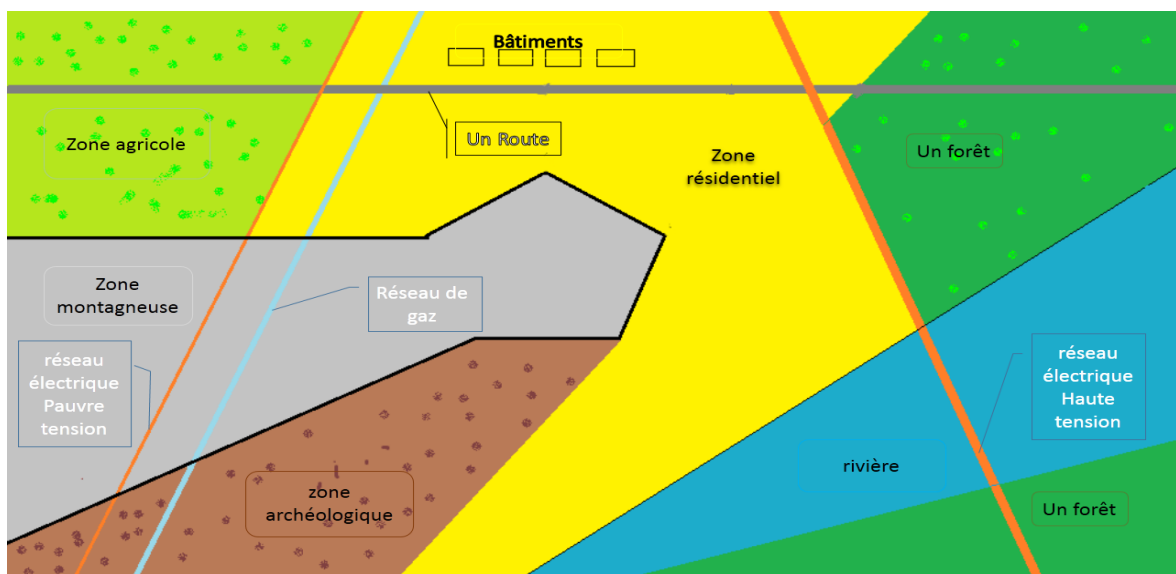 Bâtiments
Un Route
Zone agricole
Zone
résidentiel
Un forêt
Zone
montagneuse
Réseau de
gaz
réseau
électrique
Pauvre
tension
réseau
électrique
Haute
tension
rivière
zone
archéologique
Un forêt